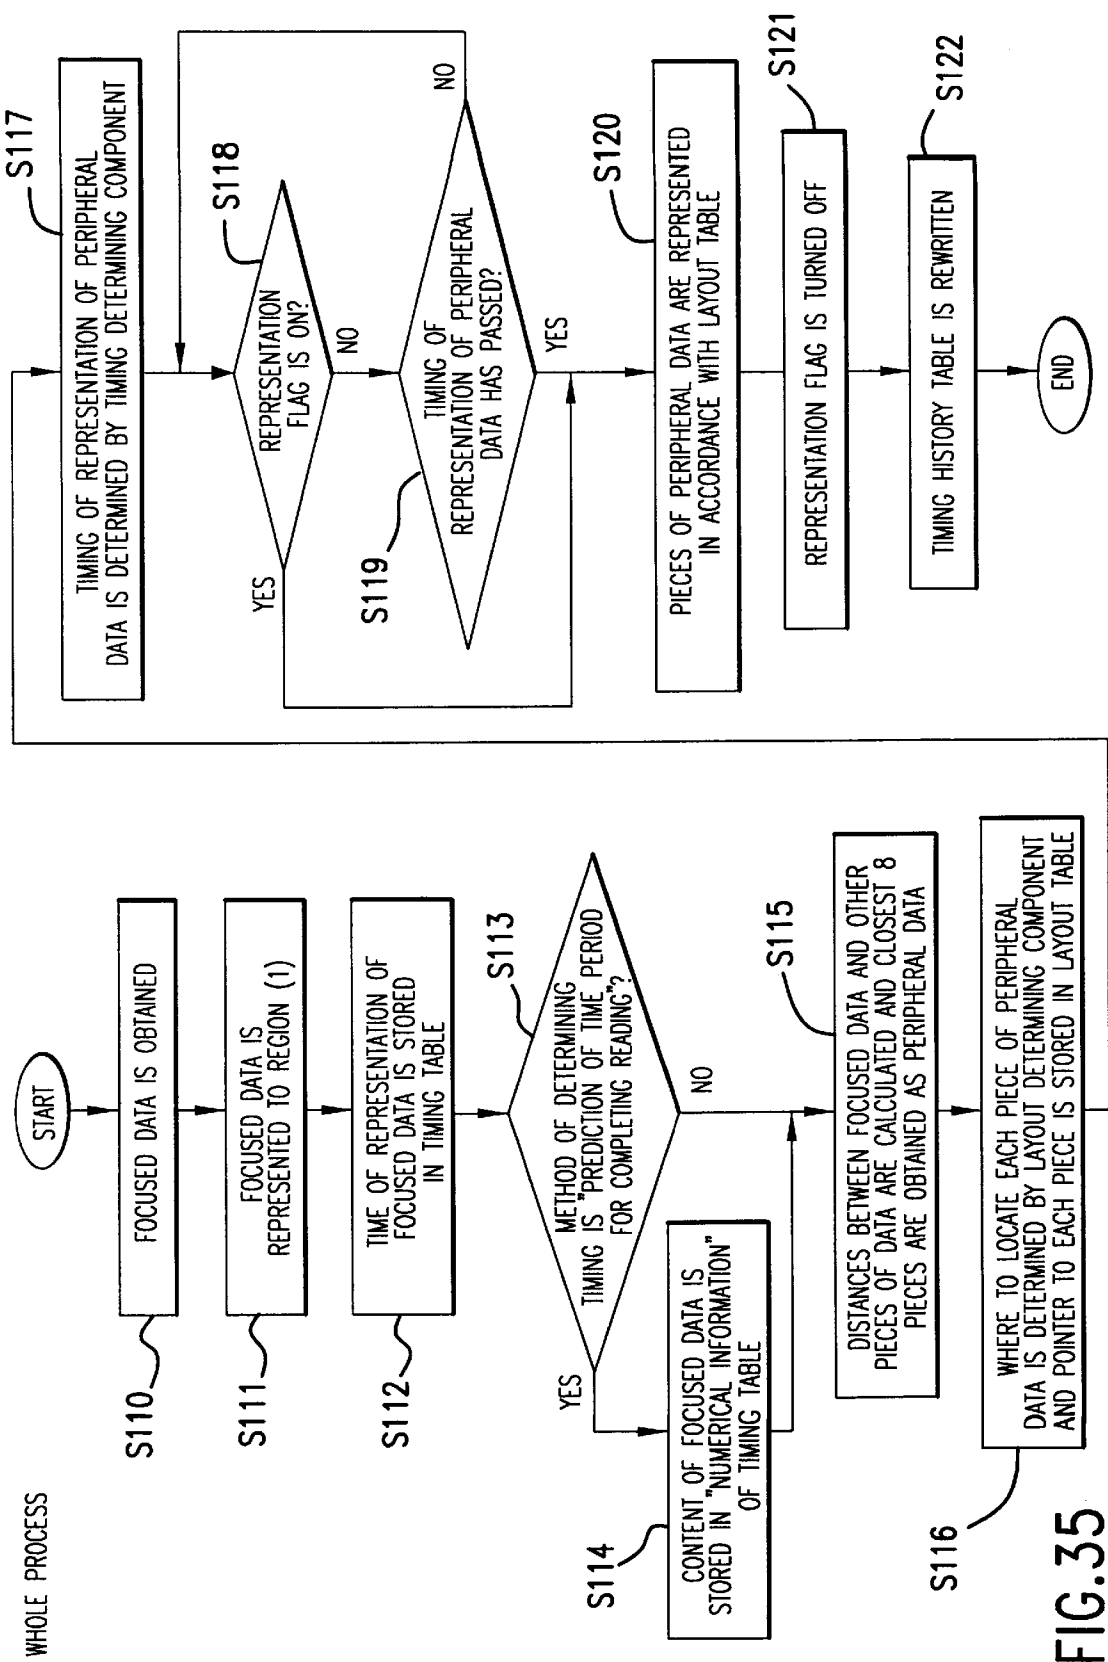 WHOLE PROCESS
START
S110
FOCUSED DATA IS OBTAINED
S111
FOCUSED DATA IS
REPRESENTED TO REGION (1)
S112
TIME OF REPRESENTATION OF
FOCUSED DATA IS STORED
IN TIMING TABLE
S113
METHOD OF DETERMINING
TIMING IS "PREDICTION OF TIME PERIOD
FOR COMPLETING READING"?
YES
NO
S114
CONTENT OF FOCUSED DATA IS
STORED IN "NUMERICAL INFORMATION"
OF TIMING TABLE
S115
DISTANCES BETWEEN FOCUSED DATA AND OTHER
PIECES OF DATA ARE CALCULATED AND CLOSEST 8
PIECES ARE OBTAINED AS PERIPHERAL DATA
S116
WHERE TO LOCATE EACH PIECE OF PERIPHERAL
DATA IS DETERMINED BY LAYOUT DETERMINING COMPONENT
AND POINTER TO EACH PIECE IS STORED IN LAYOUT TABLE
S117
TIMING OF REPRESENTATION OF PERIPHERAL
DATA IS DETERMINED BY TIMING DETERMINING COMPONENT
S118
REPRESENTATION
FLAG IS ON?
YES
NO
S119
TIMING OF
REPRESENTATION OF PERIPHERAL
DATA HAS PASSED?
NO
YES
S120
PIECES OF PERIPHERAL DATA ARE REPRESENTED
IN ACCORDANCE WITH LAYOUT TABLE
S121
REPRESENTATION FLAG IS TURNED OFF
S122
TIMING HISTORY TABLE IS REWRITTEN
END
FIG.35